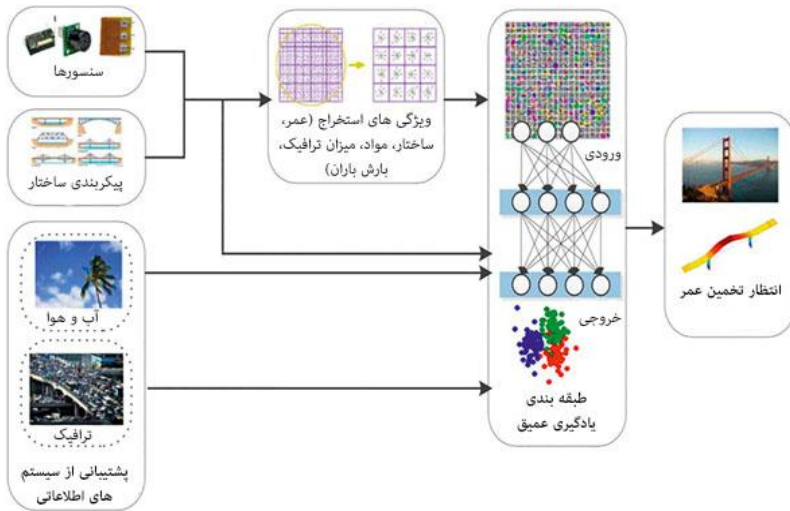 سنسورها
پیکربندی ساختار
آب و هوا
ترافیک
پشتیبانی از سیستم
های اطلاعاتی
ویژگی های استخراج (عمر،
ساختار، مواد، میزان ترافیک،
بارش باران)
ورودی
خروجی
طبقه بندی
یادگیری عمیق
انتظار تخمین عمر